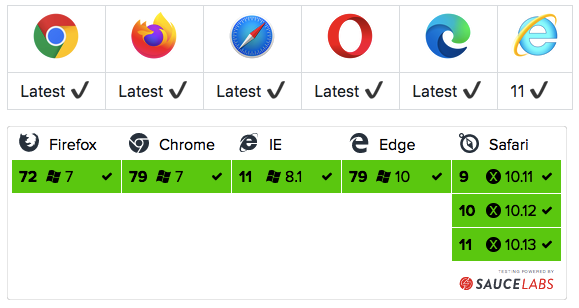 Latest ✔ Latest ✔ Latest ✔ Latest ✔ Latest ✔ 11 ✔
Firefox Chrome IE Edge Safari
72 7 ✔ 79 7 ✔ 11 8.1 ✔ 79 10 ✔ 9 X 10.11 ✔
10 X 10.12 ✔
11 X 10.13 ✔
TESTING POWERED BY
SAUCELABS